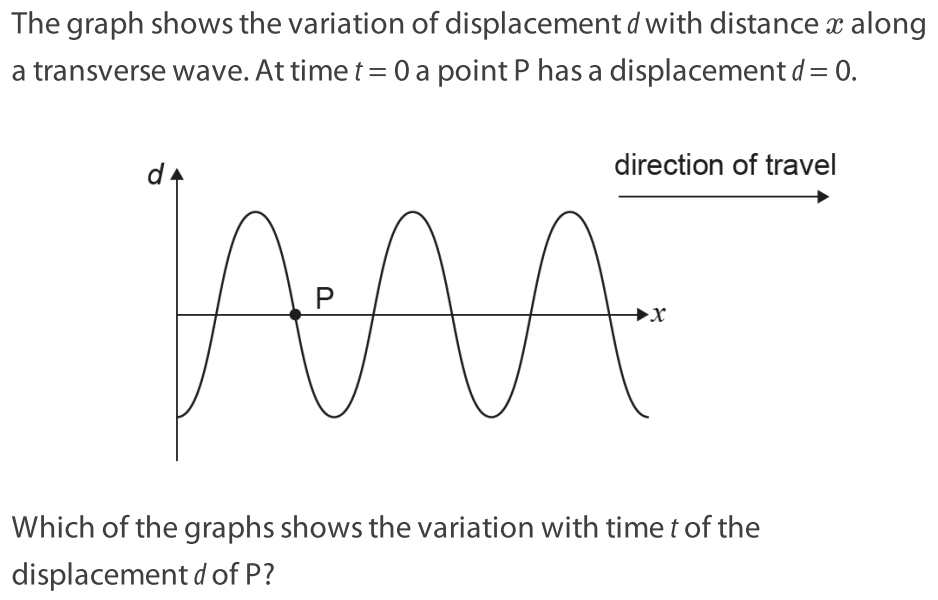 The graph shows the variation of displacement d with distance x along
a transverse wave. At time t = 0 a point P has a displacement d = 0.
direction of travel
d
P
x
Which of the graphs shows the variation with time t of the
displacement d of P?